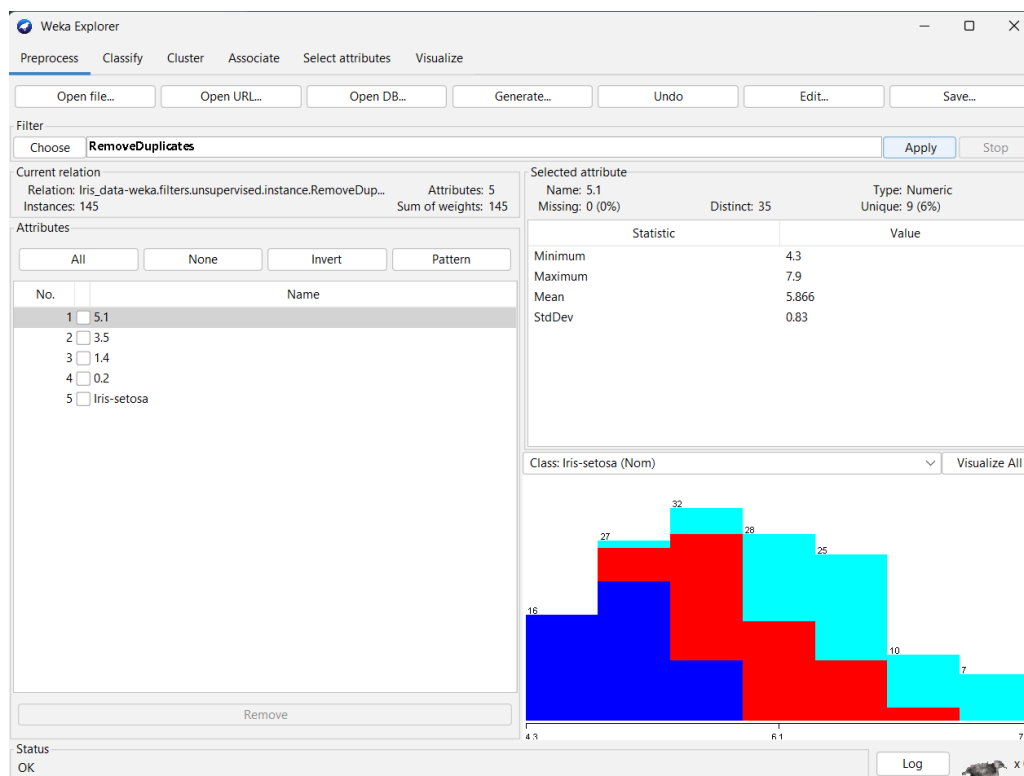 Weka Explorer
Preprocess Classify Cluster Associate Select attributes Visualize
Open file... Open URL... Open DB... Generate... Undo Edit... Save...
Filter
Choose RemoveDuplicates Apply Stop
Current relation
Relation: Iris_data-weka.filters.unsupervised.instance.RemoveDup... Attributes: 5
Instances: 145 Sum of weights: 145
Selected attribute
Name: 5.1 Type: Numeric
Missing: 0 (0%) Distinct: 35 Unique: 9 (6%)
Attributes
All None Invert Pattern
No. Name
1 5.1
2 3.5
3 1.4
4 0.2
5 Iris-setosa
Remove
Statistic Value
Minimum 4.3
Maximum 7.9
Mean 5.866
StdDev 0.83
Class: Iris-setosa (Nom) Visualize All
16 27 32 28 25 10 7
4.3 6.1 7
Status
OK Log x